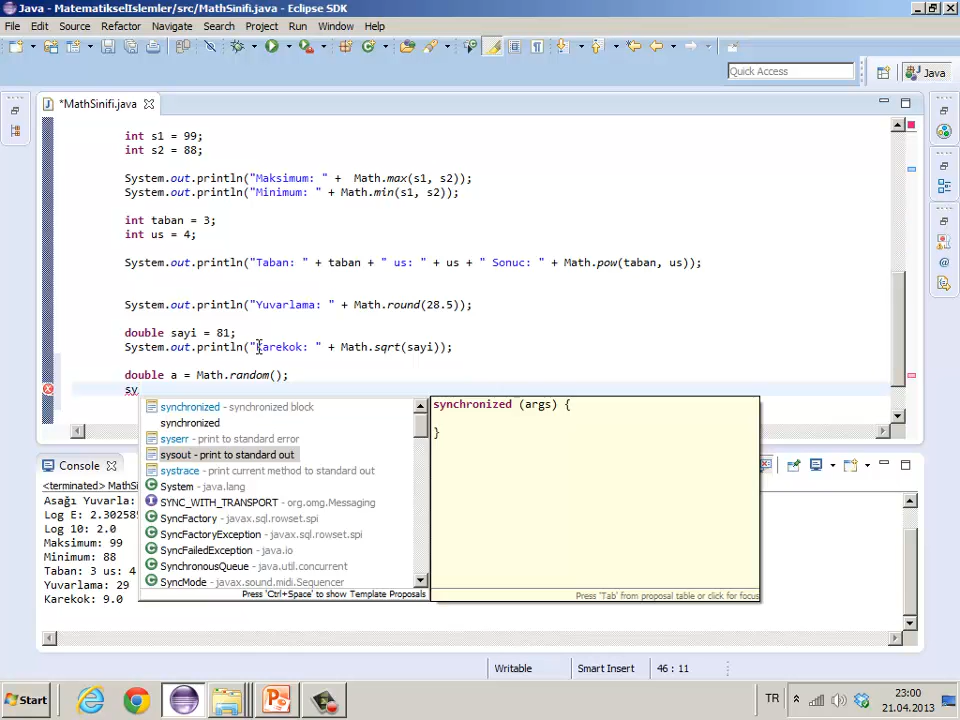 Java - MatematikselIslemler/src/MathSinifi.java - Eclipse SDK
File Edit Source Refactor Navigate Search Project Run Window Help
Quick Access
Java
*MathSinifi.java
int s1 = 99;
int s2 = 88;
System.out.println("Maksimum: " +  Math.max(s1, s2));
System.out.println("Minimum: " + Math.min(s1, s2));
int taban = 3;
int us = 4;
System.out.println("Taban: " + taban + " us: " + us + " Sonuc: " + Math.pow(taban, us));
System.out.println("Yuvarlama: " + Math.round(28.5));
double sayi = 81;
System.out.println("Karekok: " + Math.sqrt(sayi));
double a = Math.random();
sy
synchronized - synchronized block
synchronized
syserr - print to standard error
sysout - print to standard out
systrace - print current method to standard out
System - java.lang
SYNC_WITH_TRANSPORT - org.omg.Messaging
SyncFactory - javax.sql.rowset.spi
SyncFactoryException - javax.sql.rowset.spi
SyncFailedException - java.io
SynchronousQueue - java.util.concurrent
SyncMode - javax.sound.midi.Sequencer
Press 'Ctrl+Space' to show Template Proposals
synchronized (args) {
}
Press 'Tab' from proposal table or click for focus
Console
<terminated> MathSi
Asağı Yuvarla:
Log E: 2.30258
Log 10: 2.0
Maksimum: 99
Minimum: 88
Taban: 3 us: 4
Yuvarlama: 29
Karekok: 9.0
Writable
Smart Insert
46 : 11
Start
TR
23:00
21.04.2013